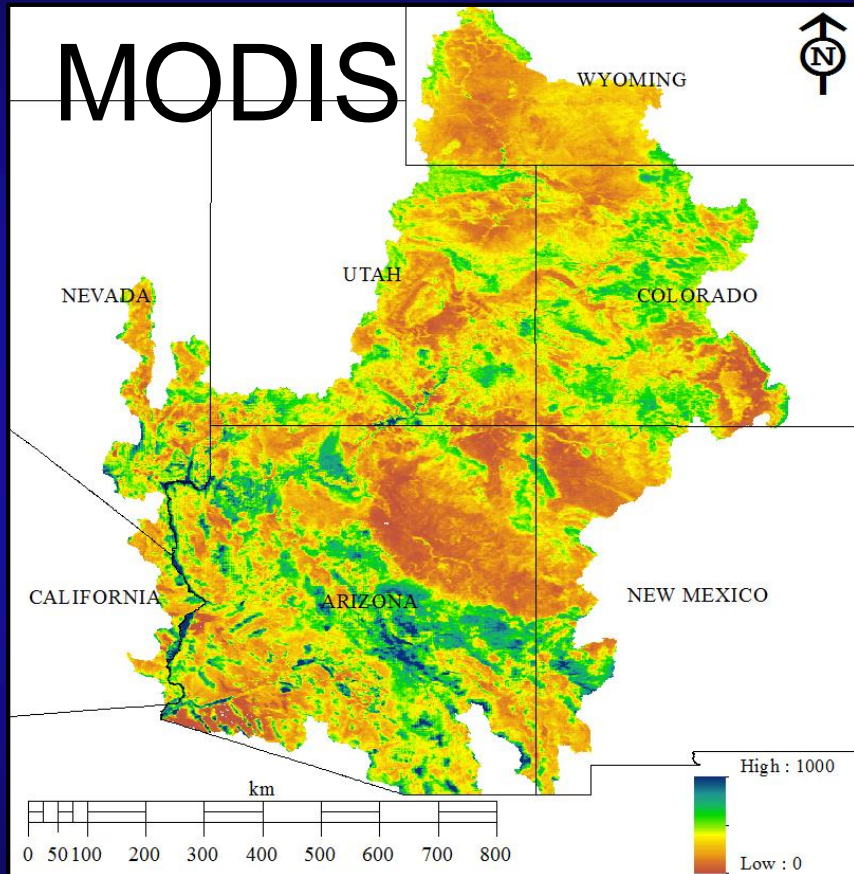 MODIS
N
WYOMING
UTAH
NEVADA
COLORADO
CALIFORNIA
ARIZONA
NEW MEXICO
km
0 50 100 200 300 400 500 600 700 800
High : 1000
Low : 0